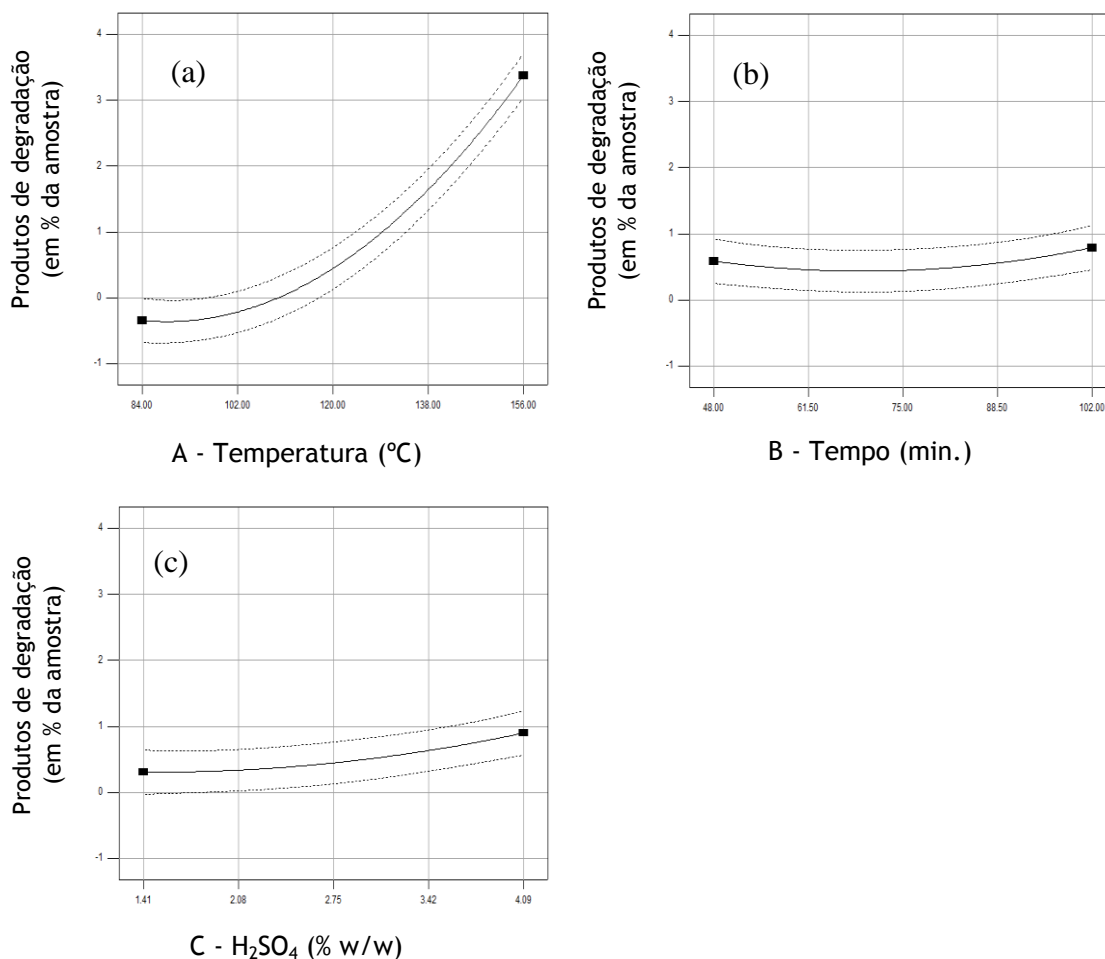 (a)
Produtos de degradação
(em % da amostra)
4
3
2
1
0
-1
84.00 102.00 120.00 138.00 156.00
A - Temperatura (ºC)
(b)
Produtos de degradação
(em % da amostra)
4
3
2
1
0
-1
48.00 61.50 75.00 88.50 102.00
B - Tempo (min.)
(c)
Produtos de degradação
(em % da amostra)
4
3
2
1
0
-1
1.41 2.08 2.75 3.42 4.09
C - H₂SO₄ (% w/w)